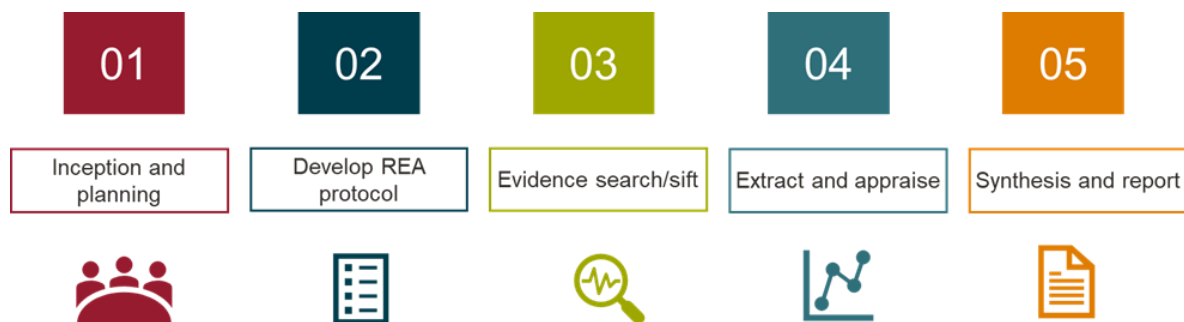 01
02
03
04
05
Inception and
planning
Develop REA
protocol
Evidence search/sift
Extract and appraise
Synthesis and report